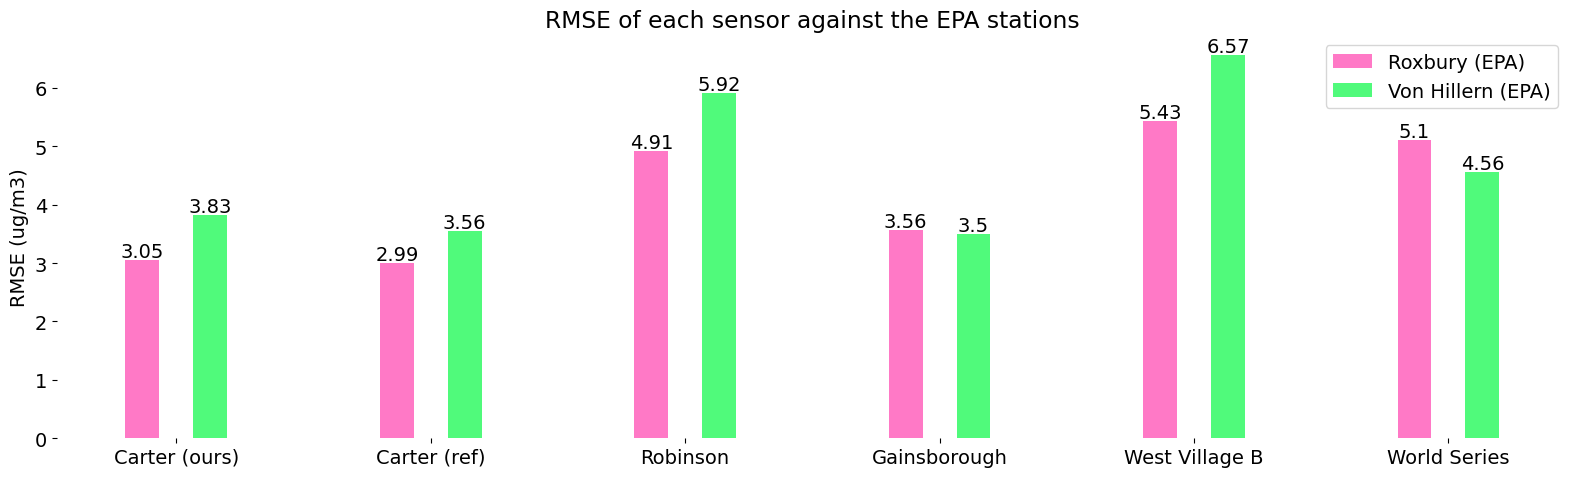 RMSE of each sensor against the EPA stations
RMSE (ug/m3)
6
5
4
3
2
1
0
3.05
3.83
2.99
3.56
4.91
5.92
3.56
3.5
5.43
6.57
5.1
4.56
Roxbury (EPA)
Von Hillern (EPA)
Carter (ours)
Carter (ref)
Robinson
Gainsborough
West Village B
World Series